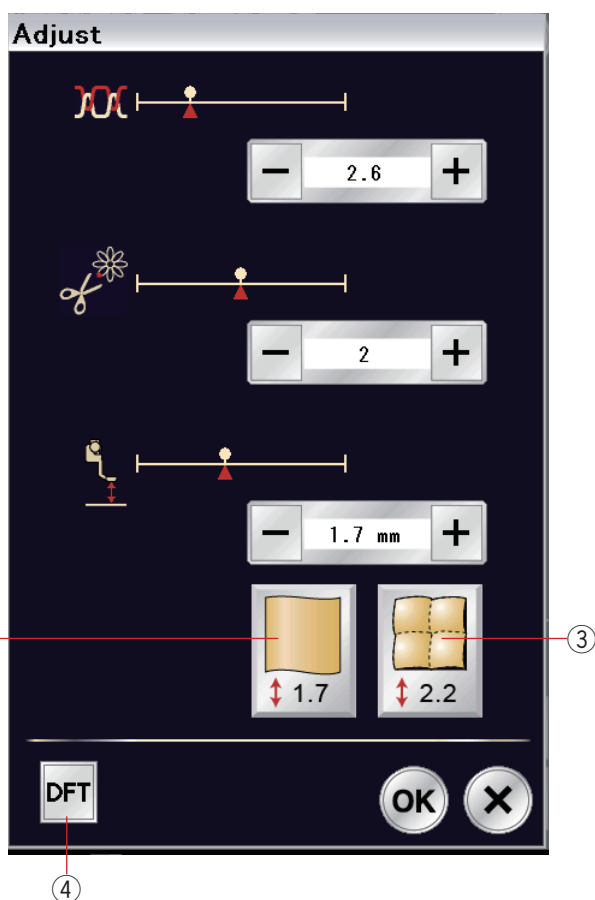 Adjust
− 2.6 +
− 2 +
− 1.7 mm +
1.7 2.2
③
DFT OK ×
④